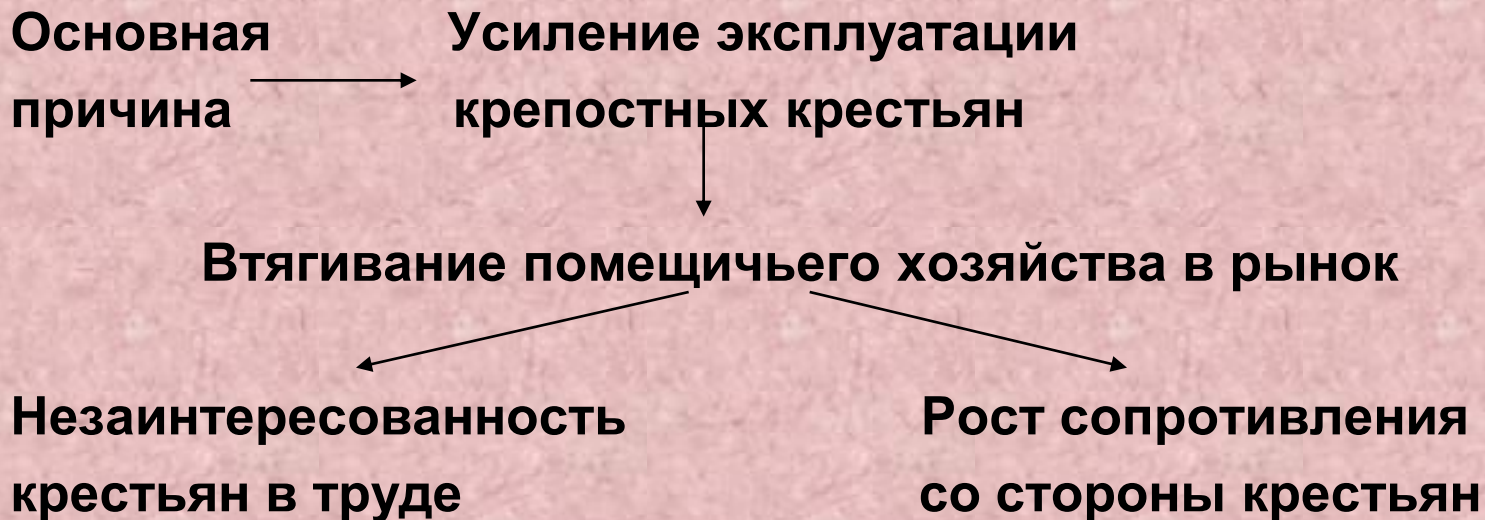 Основная
причина
Усиление эксплуатации
крепостных крестьян
Втягивание помещичьего хозяйства в рынок
Незаинтересованность
крестьян в труде
Рост сопротивления
со стороны крестьян